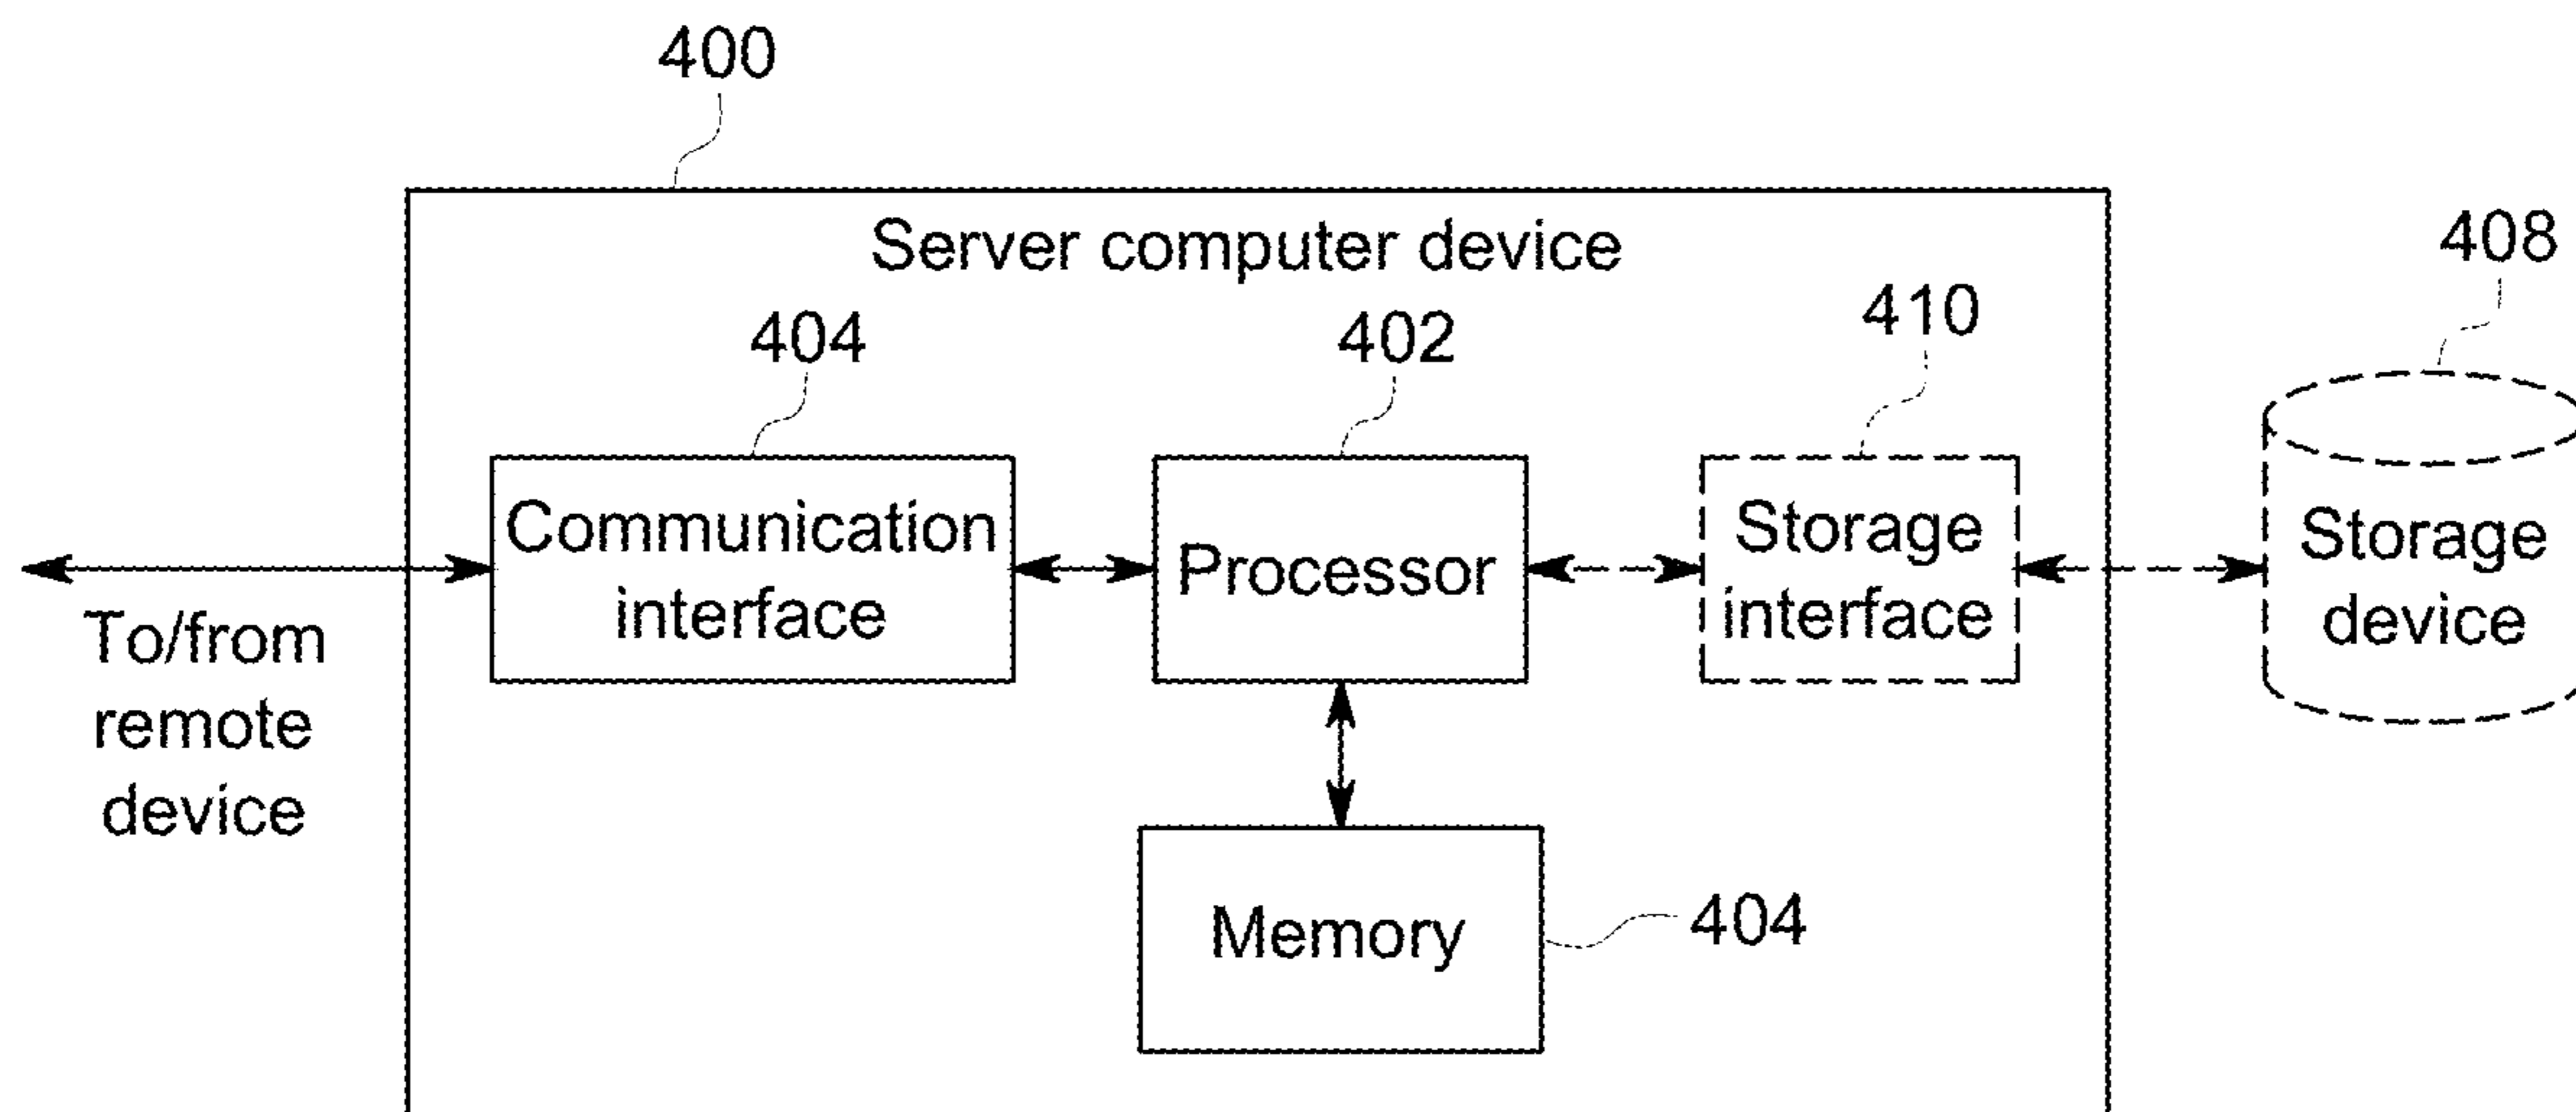 400
Server computer device
408
404
402
410
Communication
interface
Processor
Storage
interface
Storage
device
To/from
remote
device
Memory
404